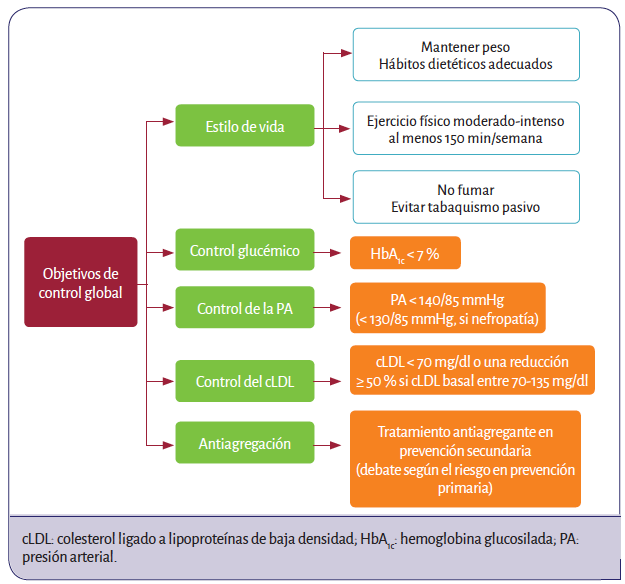 Objetivos de
control global
Estilo de vida
Mantener peso
Hábitos dietéticos adecuados
Ejercicio físico moderado-intenso
al menos 150 min/semana
No fumar
Evitar tabaquismo pasivo
Control glucémico
HbA1c < 7 %
Control de la PA
PA < 140/85 mmHg
(< 130/85 mmHg, si nefropatía)
Control del cLDL
cLDL < 70 mg/dl o una reducción
≥ 50 % si cLDL basal entre 70-135 mg/dl
Antiagregación
Tratamiento antiagregante en
prevención secundaria
(debate según el riesgo en prevención
primaria)
cLDL: colesterol ligado a lipoproteínas de baja densidad; HbA1c: hemoglobina glucosilada; PA:
presión arterial.